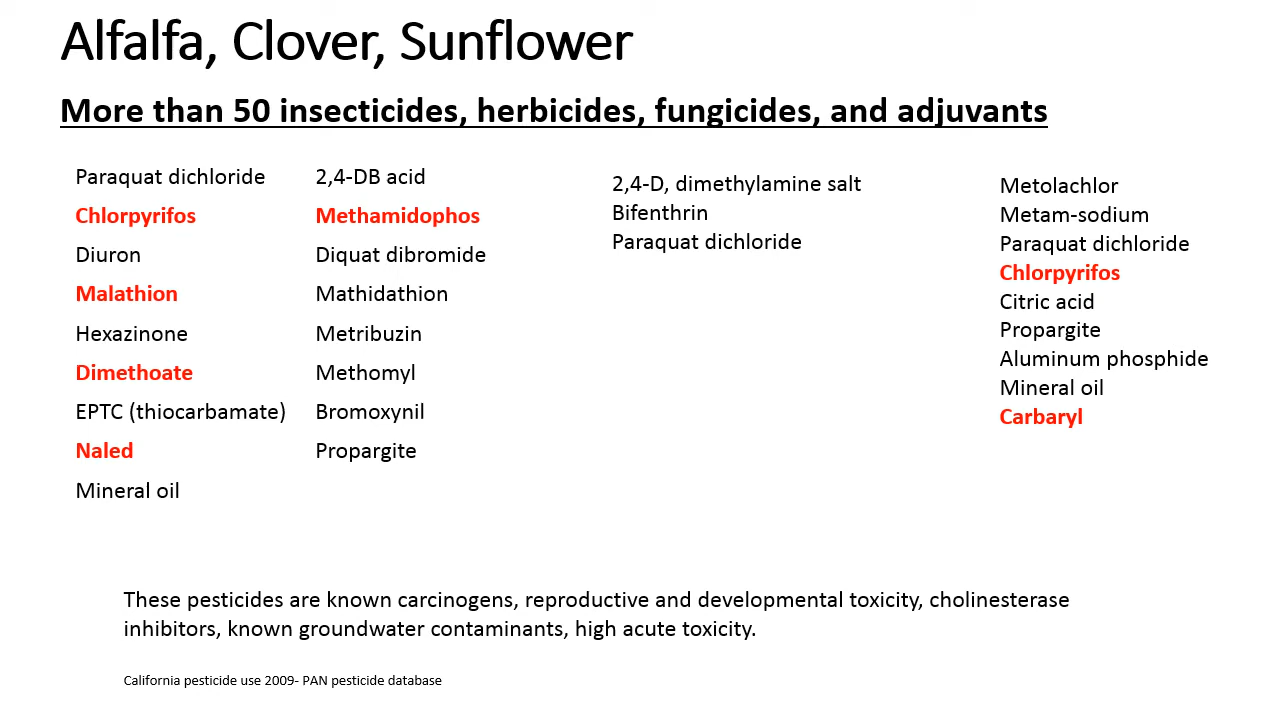 Alfalfa, Clover, Sunflower
More than 50 insecticides, herbicides, fungicides, and adjuvants
Paraquat dichloride
Chlorpyrifos
Diuron
Malathion
Hexazinone
Dimethoate
EPTC (thiocarbamate)
Naled
Mineral oil
2,4-DB acid
Methamidophos
Diquat dibromide
Mathidathion
Metribuzin
Methomyl
Bromoxynil
Propargite
2,4-D, dimethylamine salt
Bifenthrin
Paraquat dichloride
Metolachlor
Metam-sodium
Paraquat dichloride
Chlorpyrifos
Citric acid
Propargite
Aluminum phosphide
Mineral oil
Carbaryl
These pesticides are known carcinogens, reproductive and developmental toxicity, cholinesterase
inhibitors, known groundwater contaminants, high acute toxicity.
California pesticide use 2009- PAN pesticide database